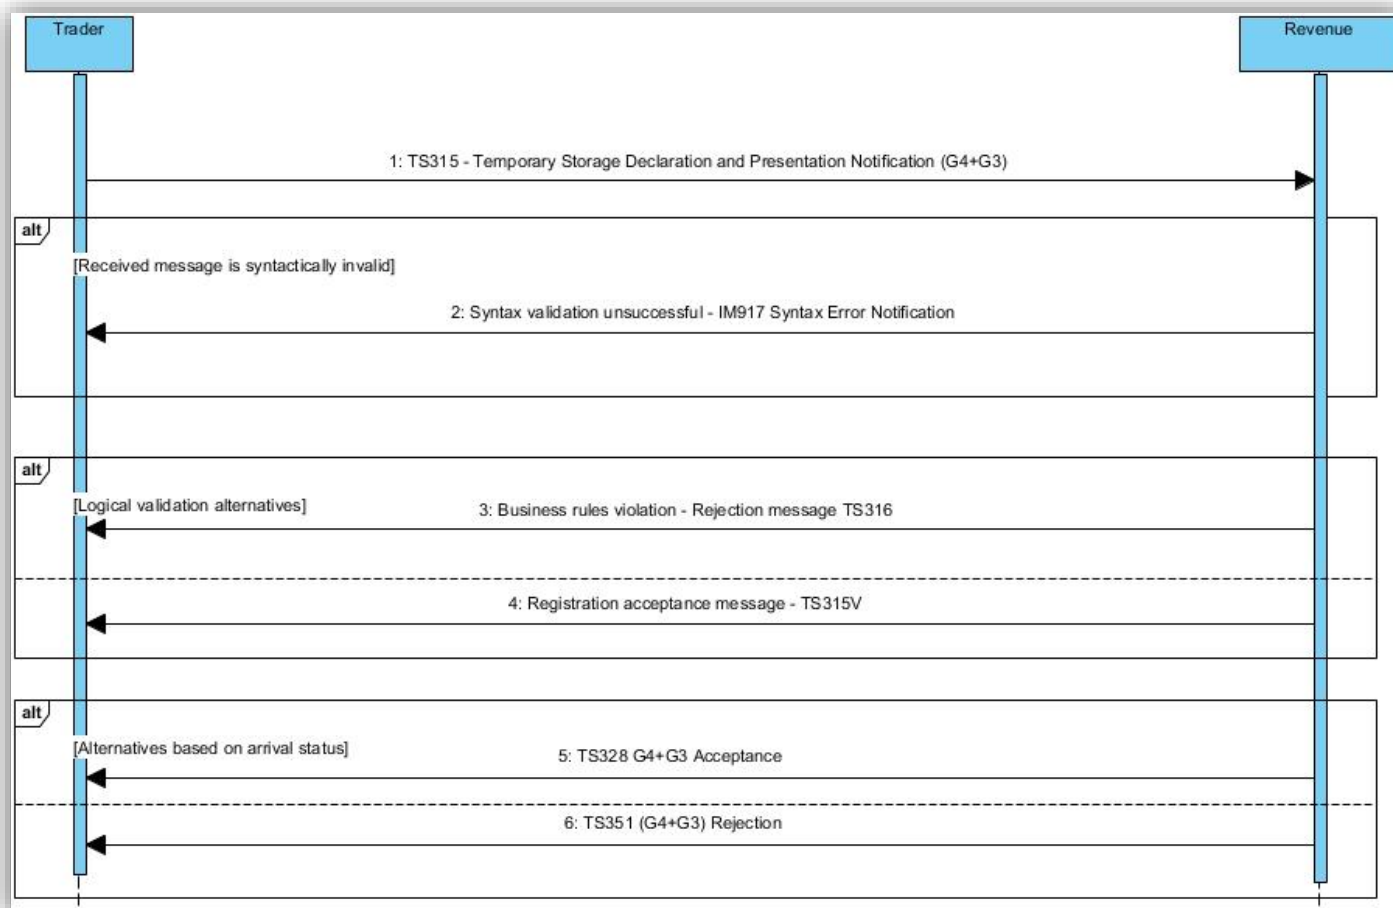 Trader
Revenue
1: TS315 - Temporary Storage Declaration and Presentation Notification (G4+G3)
alt
[Received message is syntactically invalid]
2: Syntax validation unsuccessful - IM917 Syntax Error Notification
alt
[Logical validation alternatives]
3: Business rules violation - Rejection message TS316
4: Registration acceptance message - TS315V
alt
[Alternatives based on arrival status]
5: TS328 G4+G3 Acceptance
6: TS351 (G4+G3) Rejection